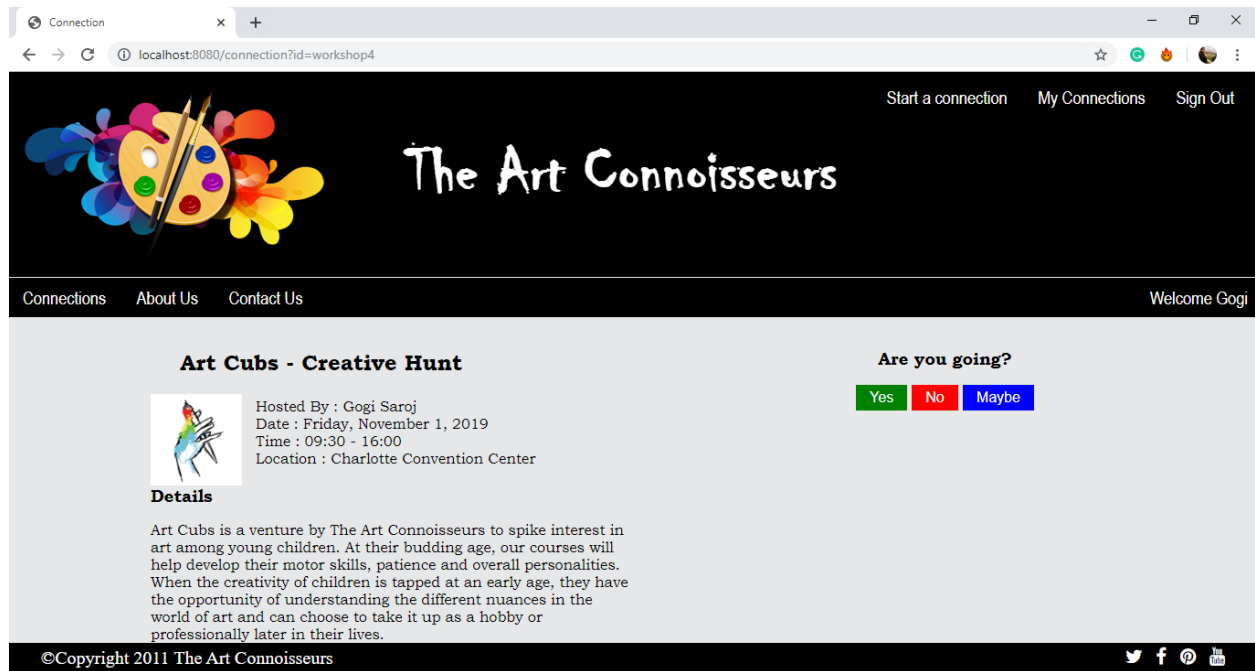 Connection
localhost:8080/connection?id=workshop4
Start a connection My Connections Sign Out
The Art Connoisseurs
Connections About Us Contact Us Welcome Gogi
Art Cubs - Creative Hunt
Hosted By : Gogi Saroj
Date : Friday, November 1, 2019
Time : 09:30 - 16:00
Location : Charlotte Convention Center
Details
Art Cubs is a venture by The Art Connoisseurs to spike interest in
art among young children. At their budding age, our courses will
help develop their motor skills, patience and overall personalities.
When the creativity of children is tapped at an early age, they have
the opportunity of understanding the different nuances in the
world of art and can choose to take it up as a hobby or
professionally later in their lives.
Are you going?
Yes No Maybe
©Copyright 2011 The Art Connoisseurs
You
Tube